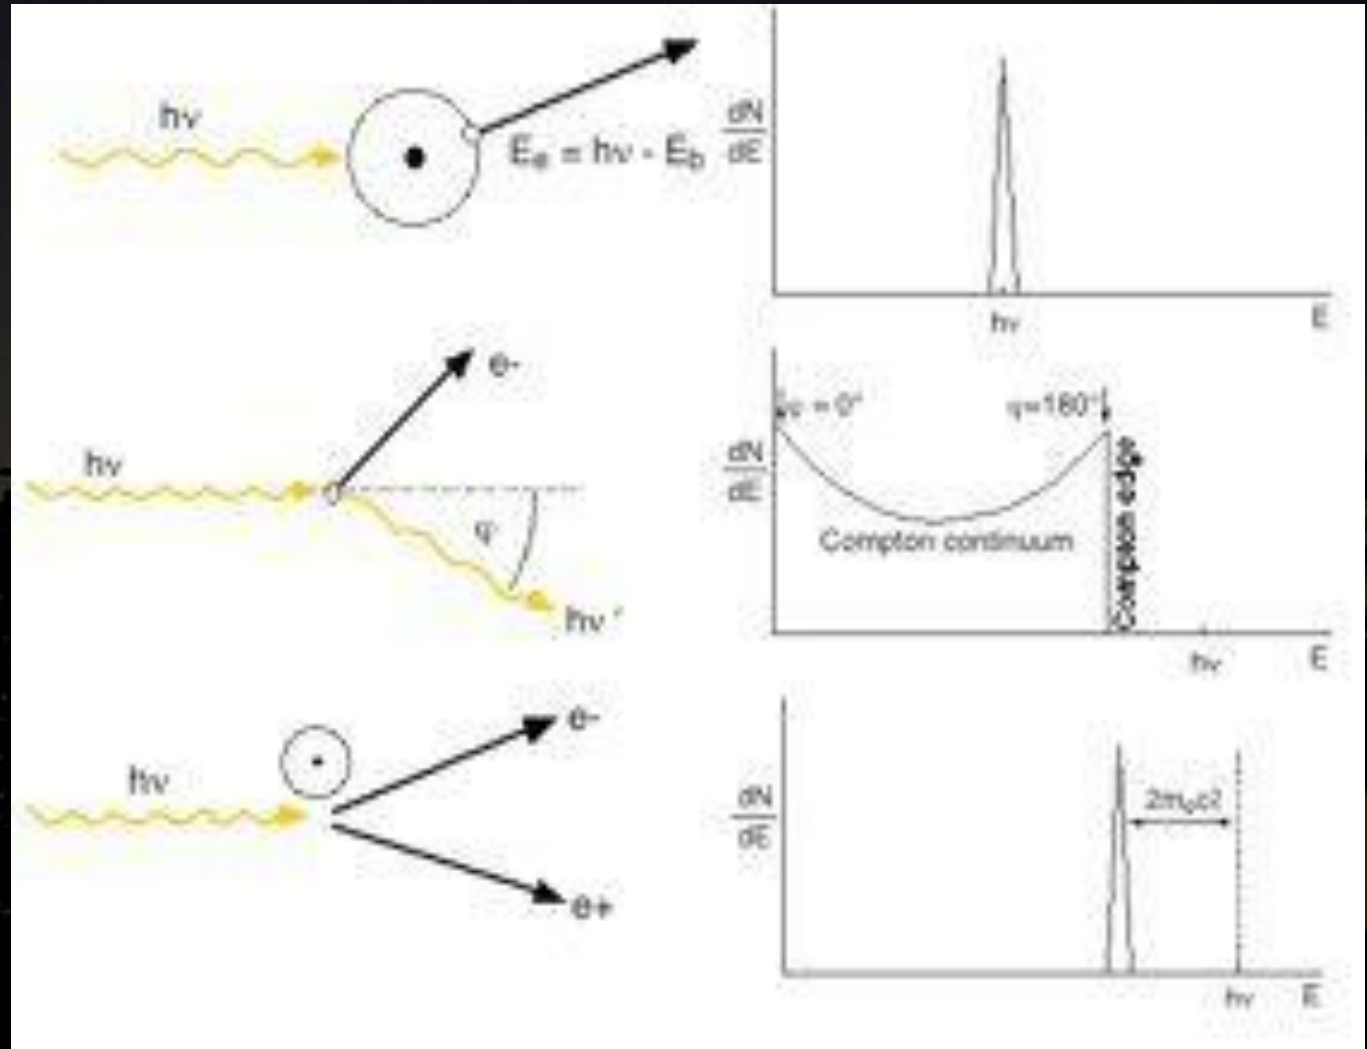 hν
E_e = hν - E_b
dN
dE
hν
E
e-
hν
q
hν'
φ = 0°
q=180°
dN
dE
Compton continuum
Compton edge
hν
E
hν
e-
e+
dN
dE
2m₀c2
hν
E